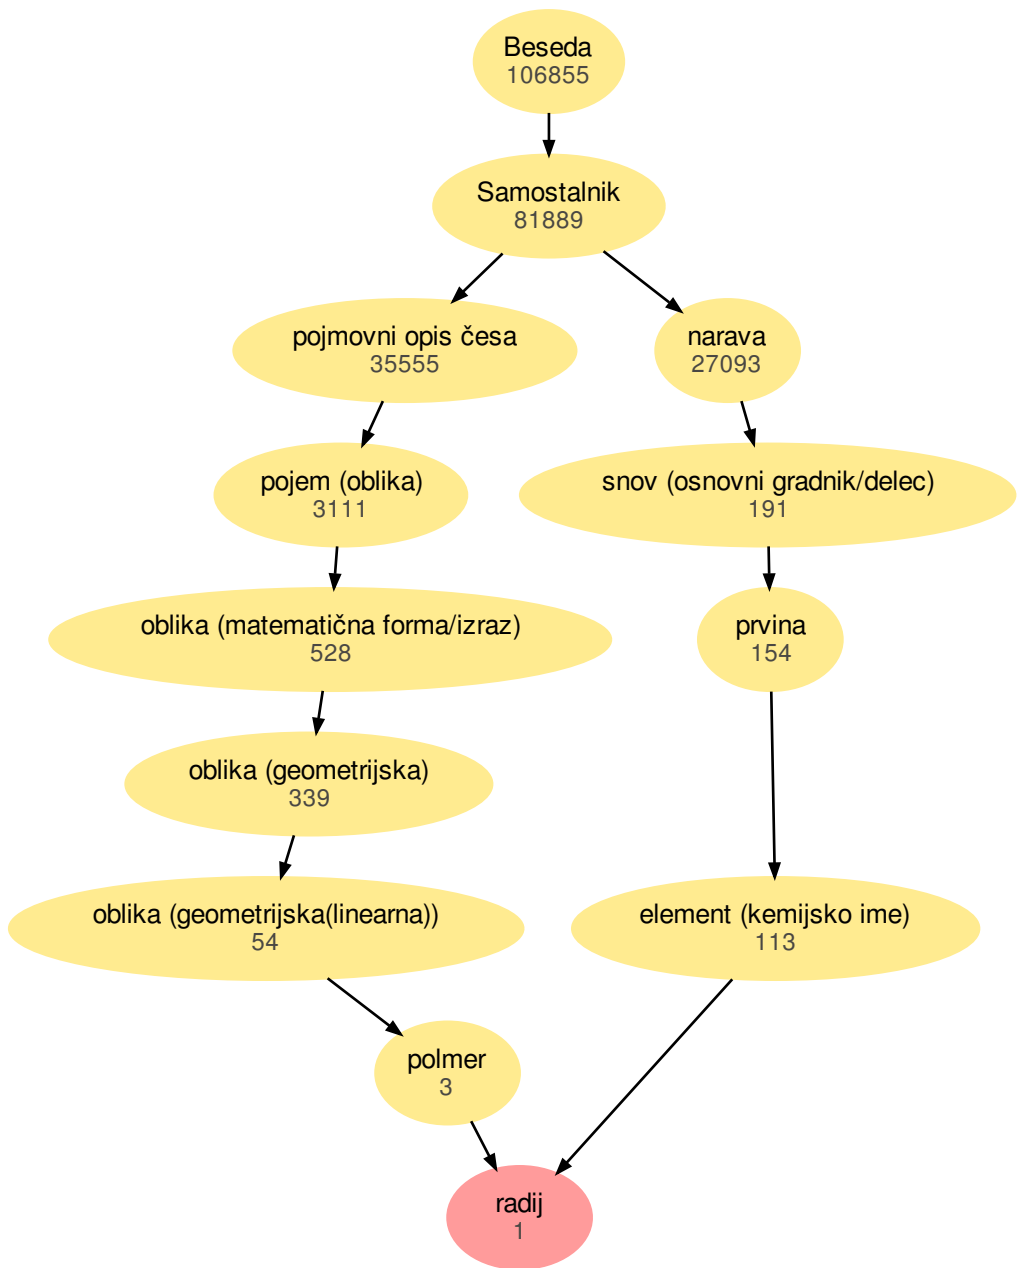 Beseda
106855
Samostalnik
81889
pojmovni opis česa
35555
narava
27093
pojem (oblika)
3111
snov (osnovni gradnik/delec)
191
oblika (matematična forma/izraz)
528
prvina
154
oblika (geometrijska)
339
oblika (geometrijska(linearna))
54
element (kemijsko ime)
113
polmer
3
radij
1